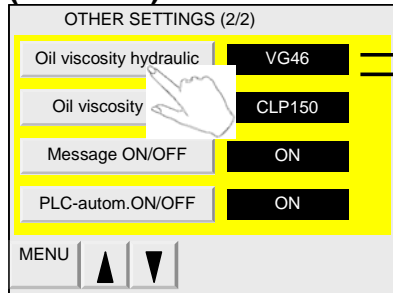 OTHER SETTINGS (2/2)
Oil viscosity hydraulic VG46
Oil viscosity CLP150
Message ON/OFF ON
PLC-autom.ON/OFF ON
MENU